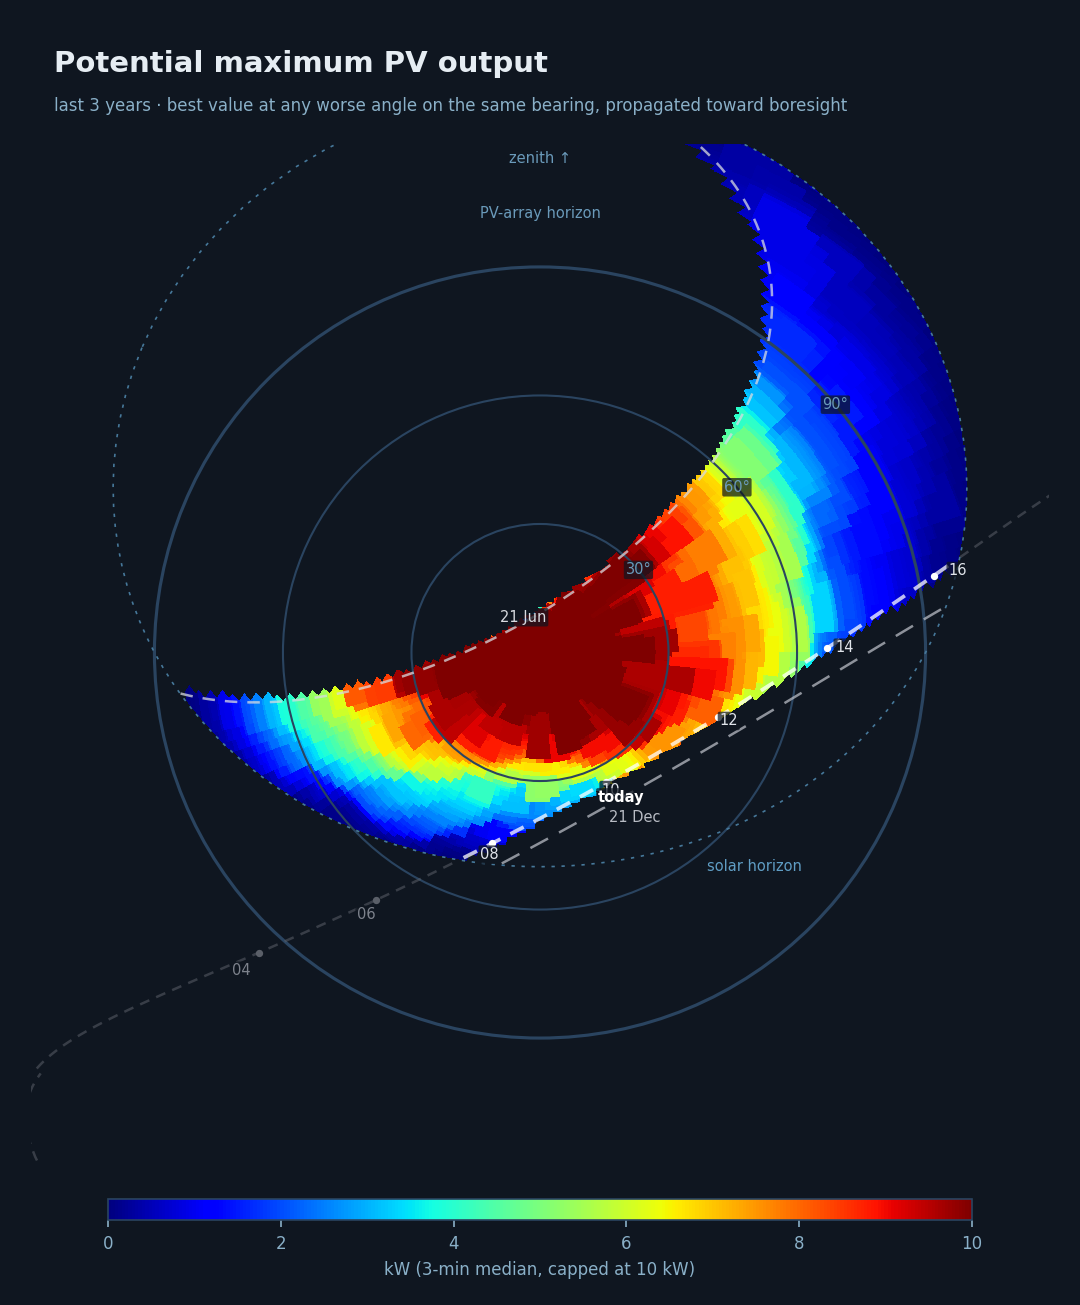 Potential maximum PV output
last 3 years · best value at any worse angle on the same bearing, propagated toward boresight
zenith ↑
PV-array horizon
90°
60°
30°
16
21 Jun
14
12
10
today
21 Dec
08
solar horizon
06
04
0 2 4 6 8 10
kW (3-min median, capped at 10 kW)